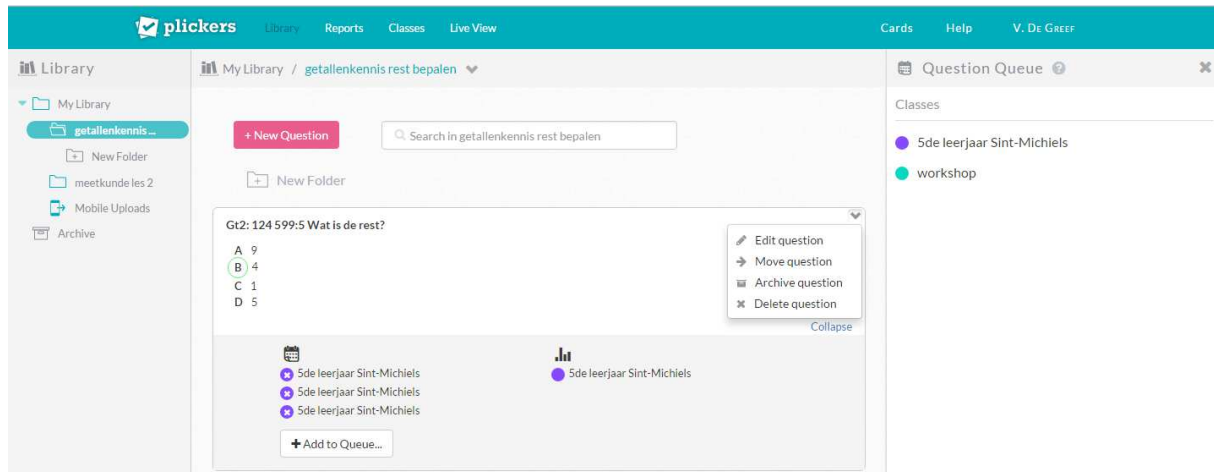 plickers Library Reports Classes Live View Cards Help V. De Greef
Library
My Library
getallenkennis ...
New Folder
meetkunde les 2
Mobile Uploads
Archive
My Library / getallenkennis rest bepalen
+ New Question
Search in getallenkennis rest bepalen
New Folder
Gt2: 124 599:5 Wat is de rest?
A 9
B 4
C 1
D 5
Edit question
Move question
Archive question
Delete question
Collapse
5de leerjaar Sint-Michiels
5de leerjaar Sint-Michiels
5de leerjaar Sint-Michiels
+ Add to Queue...
5de leerjaar Sint-Michiels
Question Queue ?
Classes
5de leerjaar Sint-Michiels
workshop